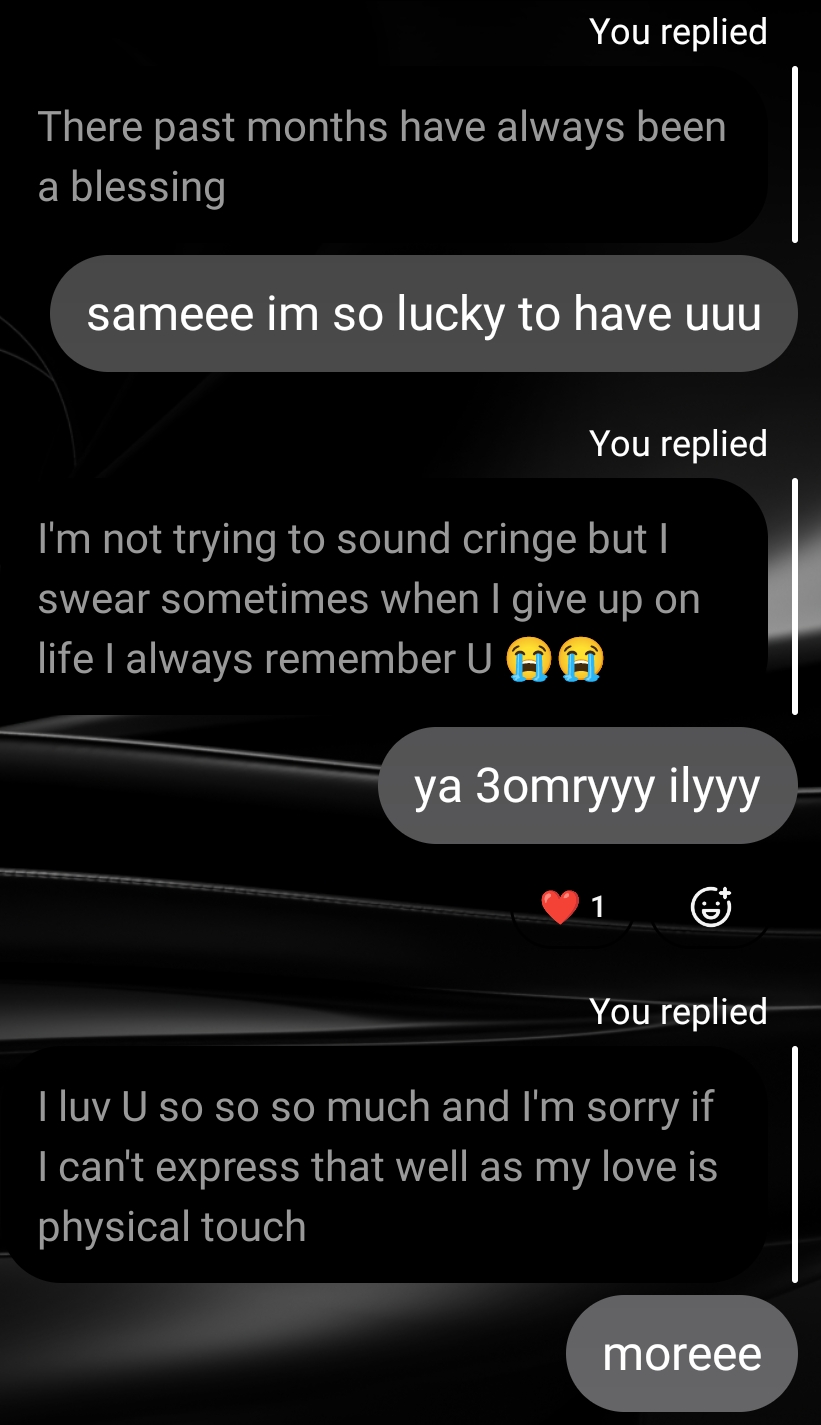 You replied
There past months have always been
a blessing
sameee im so lucky to have uuu
You replied
I'm not trying to sound cringe but I
swear sometimes when I give up on
life I always remember U 😭😭
ya 3omryyy ilyyy
❤️ 1
You replied
I luv U so so so much and I'm sorry if
I can't express that well as my love is
physical touch
moreee